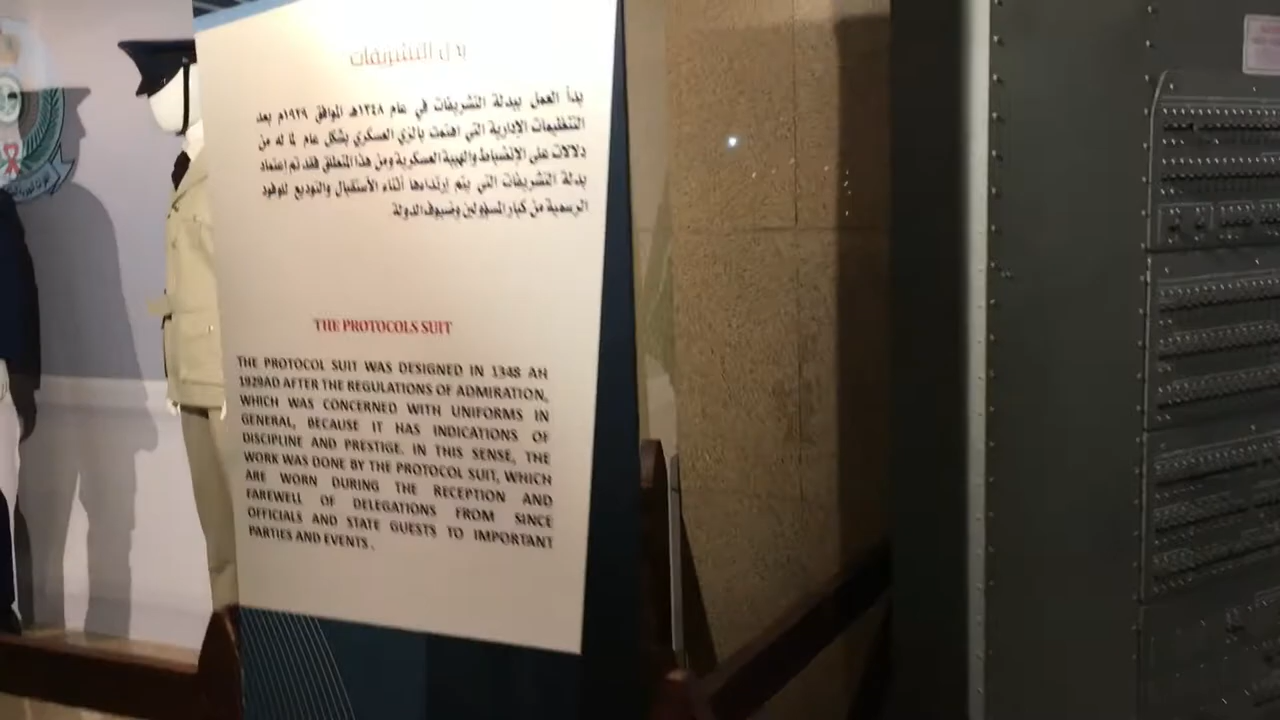 بدل التشريفات
بدأ العمل ببدلة التشريفات في عام ١٣٤٨هـ الموافق ١٩٢٩م بعد
التنظيمات الإدارية التي اهتمت بالزي العسكري بشكل عام لما له من
دلالات على الإنضباط والهيبة العسكرية ومن هذا المنطلق فقد تم اعتماد
بدلة التشريفات التي يتم إرتداءها أثناء الأستقبال والتوديع للوفود
الرسمية من كبار المسؤولين وضيوف الدولة
THE PROTOCOLS SUIT
THE PROTOCOL SUIT WAS DESIGNED IN 1348 AH
1929AD AFTER THE REGULATIONS OF ADMIRATION,
WHICH WAS CONCERNED WITH UNIFORMS IN
GENERAL, BECAUSE IT HAS INDICATIONS OF
DISCIPLINE AND PRESTIGE. IN THIS SENSE, THE
WORK WAS DONE BY THE PROTOCOL SUIT, WHICH
ARE WORN DURING THE RECEPTION AND
FAREWELL OF DELEGATIONS FROM SINCE
OFFICIALS AND STATE GUESTS TO IMPORTANT
PARTIES AND EVENTS .